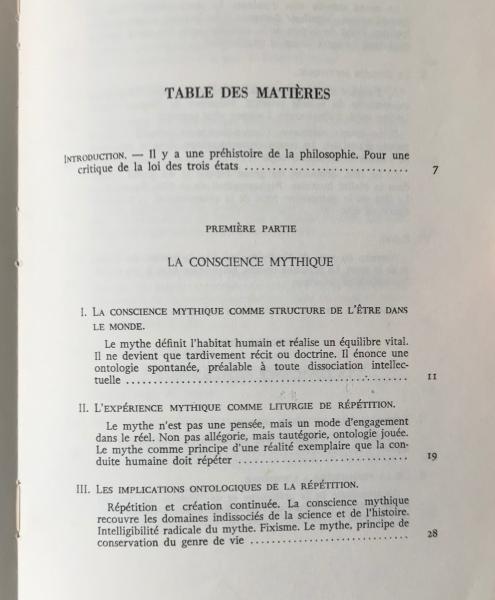 TABLE DES MATIÈRES
INTRODUCTION. — Il y a une préhistoire de la philosophie. Pour une
critique de la loi des trois états .............................. 7
PREMIÈRE PARTIE
LA CONSCIENCE MYTHIQUE
I. LA CONSCIENCE MYTHIQUE COMME STRUCTURE DE L'ÊTRE DANS
LE MONDE.
Le mythe définit l'habitat humain et réalise un équilibre vital.
Il ne devient que tardivement récit ou doctrine. Il énonce une
ontologie spontanée, préalable à toute dissociation intellec-
tuelle .................................................... 11
II. L'EXPÉRIENCE MYTHIQUE COMME LITURGIE DE RÉPÉTITION.
Le mythe n'est pas une pensée, mais un mode d'engagement
dans le réel. Non pas allégorie, mais tautégorie, ontologie jouée.
Le mythe comme principe d'une réalité exemplaire que la con-
duite humaine doit répéter ............................... 19
III. LES IMPLICATIONS ONTOLOGIQUES DE LA RÉPÉTITION.
Répétition et création continuée. La conscience mythique
recouvre les domaines indissociés de la science et de l'histoire.
Intelligibilité radicale du mythe. Fixisme. Le mythe, principe de
conservation du genre de vie ............................. 28